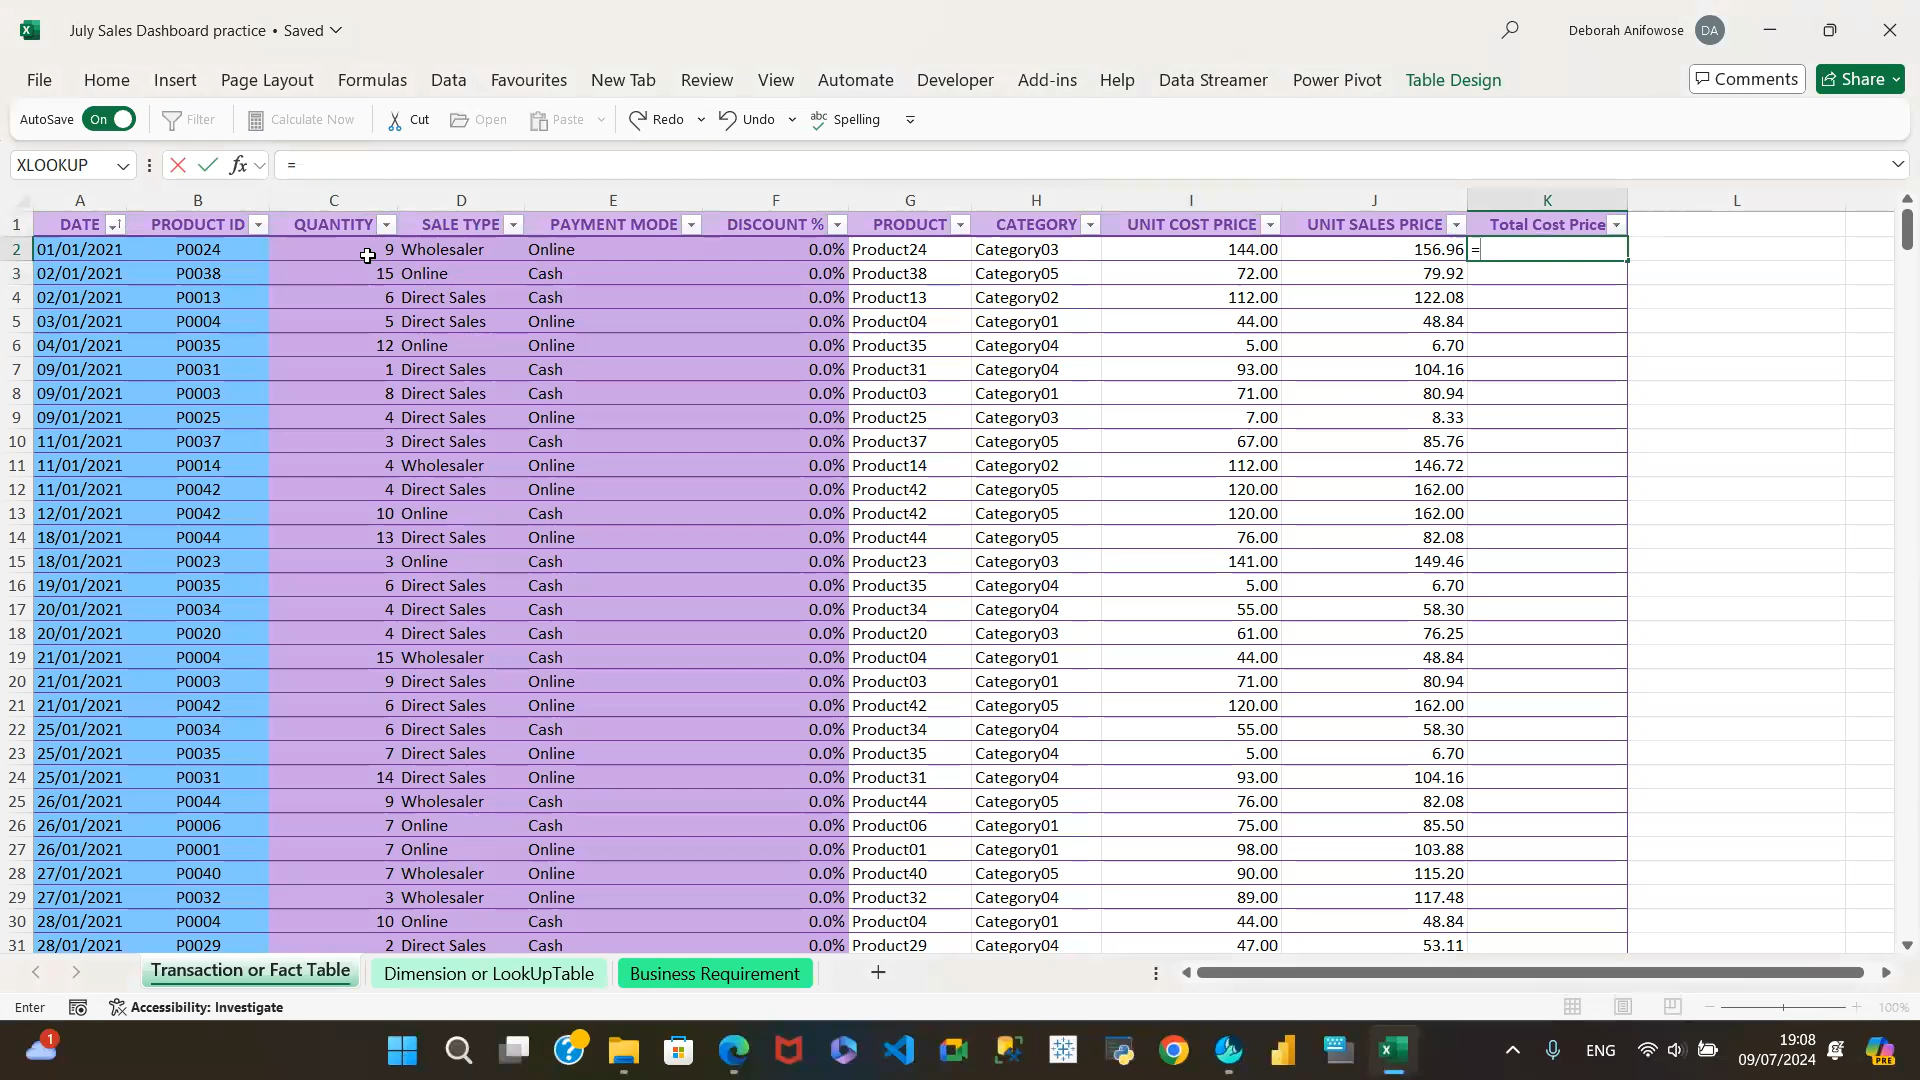 July Sales Dashboard practice • Saved
Deborah Anifowose DA
File Home Insert Page Layout Formulas Data Favourites New Tab Review View Automate Developer Add-ins Help Data Streamer Power Pivot Table Design Comments Share
AutoSave On Filter Calculate Now Cut Open Paste Redo Undo abc Spelling
XLOOKUP fx =
A B C D E F G H I J K L
1 DATE PRODUCT ID QUANTITY SALE TYPE PAYMENT MODE DISCOUNT % PRODUCT CATEGORY UNIT COST PRICE UNIT SALES PRICE Total Cost Price
2 01/01/2021 P0024 9 Wholesaler Online 0.0% Product24 Category03 144.00 156.96 =
3 02/01/2021 P0038 15 Online Cash 0.0% Product38 Category05 72.00 79.92
4 02/01/2021 P0013 6 Direct Sales Cash 0.0% Product13 Category02 112.00 122.08
5 03/01/2021 P0004 5 Direct Sales Online 0.0% Product04 Category01 44.00 48.84
6 04/01/2021 P0035 12 Online Online 0.0% Product35 Category04 5.00 6.70
7 09/01/2021 P0031 1 Direct Sales Cash 0.0% Product31 Category04 93.00 104.16
8 09/01/2021 P0003 8 Direct Sales Cash 0.0% Product03 Category01 71.00 80.94
9 09/01/2021 P0025 4 Direct Sales Online 0.0% Product25 Category03 7.00 8.33
10 11/01/2021 P0037 3 Direct Sales Cash 0.0% Product37 Category05 67.00 85.76
11 11/01/2021 P0014 4 Wholesaler Online 0.0% Product14 Category02 112.00 146.72
12 11/01/2021 P0042 4 Direct Sales Online 0.0% Product42 Category05 120.00 162.00
13 12/01/2021 P0042 10 Online Cash 0.0% Product42 Category05 120.00 162.00
14 18/01/2021 P0044 13 Direct Sales Online 0.0% Product44 Category05 76.00 82.08
15 18/01/2021 P0023 3 Online Cash 0.0% Product23 Category03 141.00 149.46
16 19/01/2021 P0035 6 Direct Sales Cash 0.0% Product35 Category04 5.00 6.70
17 20/01/2021 P0034 4 Direct Sales Cash 0.0% Product34 Category04 55.00 58.30
18 20/01/2021 P0020 4 Direct Sales Cash 0.0% Product20 Category03 61.00 76.25
19 21/01/2021 P0004 15 Wholesaler Cash 0.0% Product04 Category01 44.00 48.84
20 21/01/2021 P0003 9 Direct Sales Online 0.0% Product03 Category01 71.00 80.94
21 21/01/2021 P0042 6 Direct Sales Online 0.0% Product42 Category05 120.00 162.00
22 25/01/2021 P0034 6 Direct Sales Cash 0.0% Product34 Category04 55.00 58.30
23 25/01/2021 P0035 7 Direct Sales Online 0.0% Product35 Category04 5.00 6.70
24 25/01/2021 P0031 14 Direct Sales Online 0.0% Product31 Category04 93.00 104.16
25 26/01/2021 P0044 9 Wholesaler Cash 0.0% Product44 Category05 76.00 82.08
26 26/01/2021 P0006 7 Online Cash 0.0% Product06 Category01 75.00 85.50
27 26/01/2021 P0001 7 Online Online 0.0% Product01 Category01 98.00 103.88
28 27/01/2021 P0040 7 Wholesaler Online 0.0% Product40 Category05 90.00 115.20
29 27/01/2021 P0032 3 Wholesaler Online 0.0% Product32 Category04 89.00 117.48
30 28/01/2021 P0004 10 Online Cash 0.0% Product04 Category01 44.00 48.84
31 28/01/2021 P0029 2 Direct Sales Cash 0.0% Product29 Category04 47.00 53.11
Transaction or Fact Table Dimension or LookUpTable Business Requirement
Enter Accessibility: Investigate 100%
1 ENG 19:08 PRE
09/07/2024